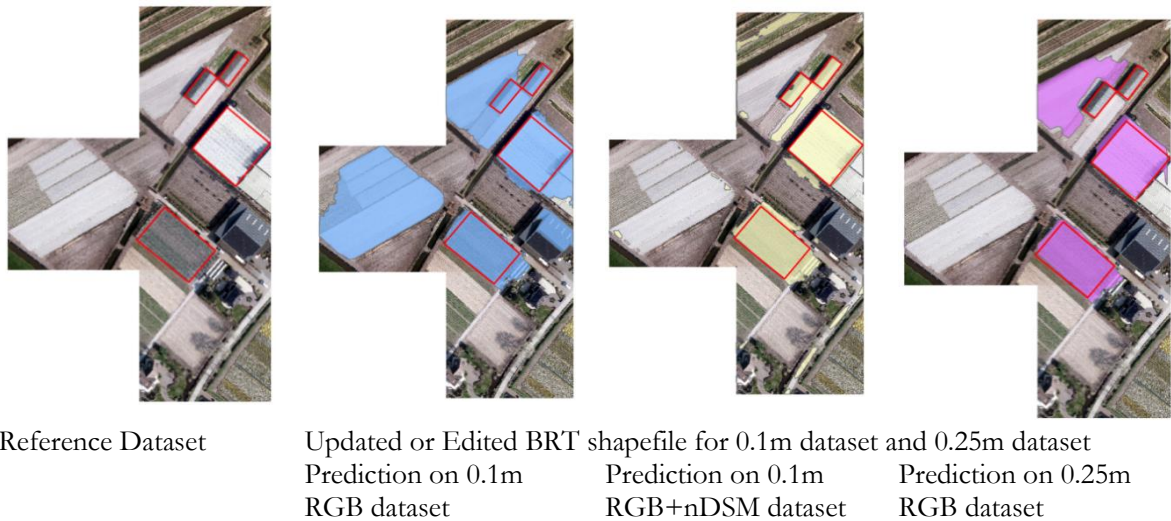 Reference Dataset
Updated or Edited BRT shapefile for 0.1m dataset and 0.25m dataset
Prediction on 0.1m RGB dataset
Prediction on 0.1m RGB+nDSM dataset
Prediction on 0.25m RGB dataset